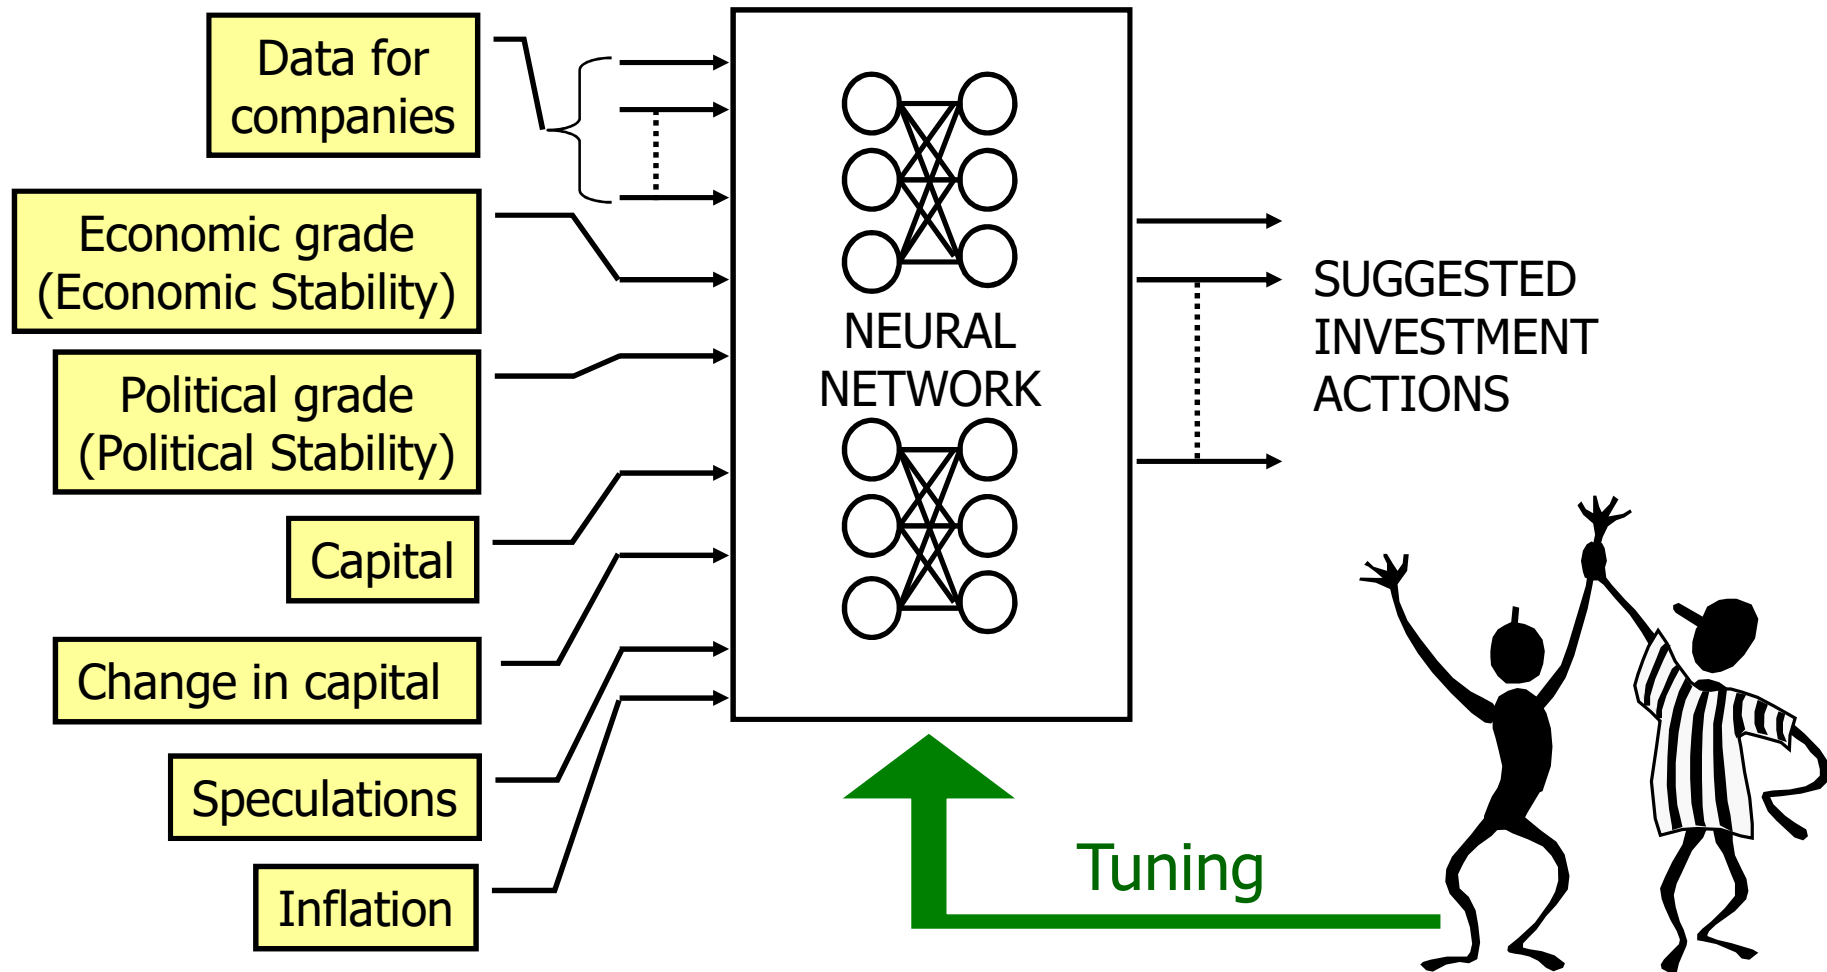 Data for
companies
Economic grade
(Economic Stability)
Political grade
(Political Stability)
Capital
Change in capital
Speculations
Inflation
NEURAL
NETWORK
SUGGESTED
INVESTMENT
ACTIONS
Tuning